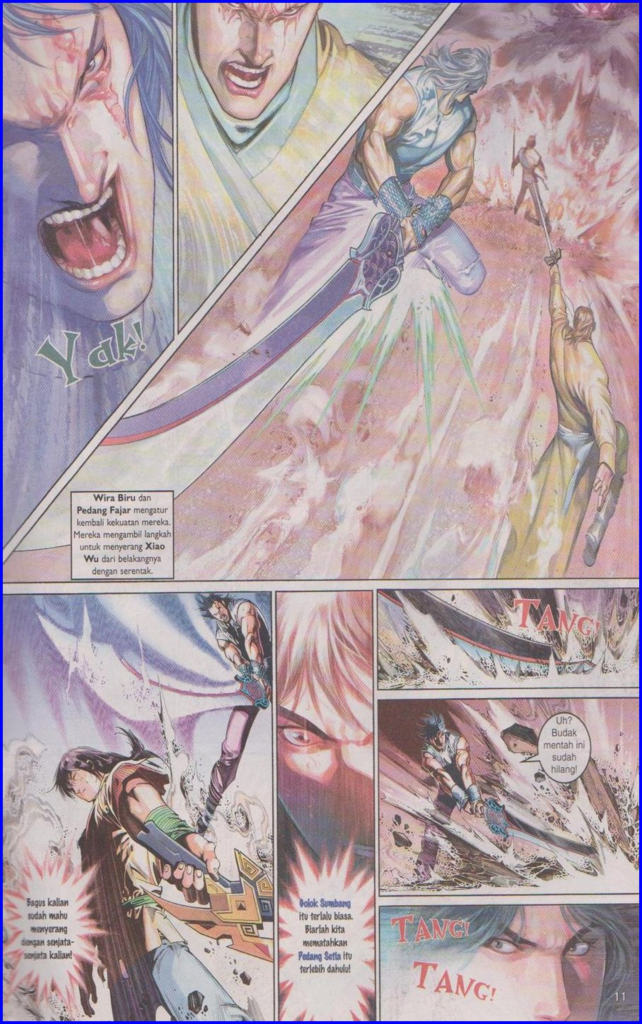 Yak!
Wira Biru dan
Pedang Fajar mengatur
kembali kekuatan mereka.
Mereka mengambil langkah
untuk menyerang Xiao
Wu dari belakangnya
dengan serentak.
Bagus kalian
sudah mahu
menyerang
dengan senjata-
senjata kalian!
Golok Sumbang
itu terlalu biasa.
Biarlah kita
mematahkan
Pedang Setia itu
terlebih dahulu!
TANG!
Uh?
Budak
mentah ini
sudah
hilang!
TANG!
TANG!
11